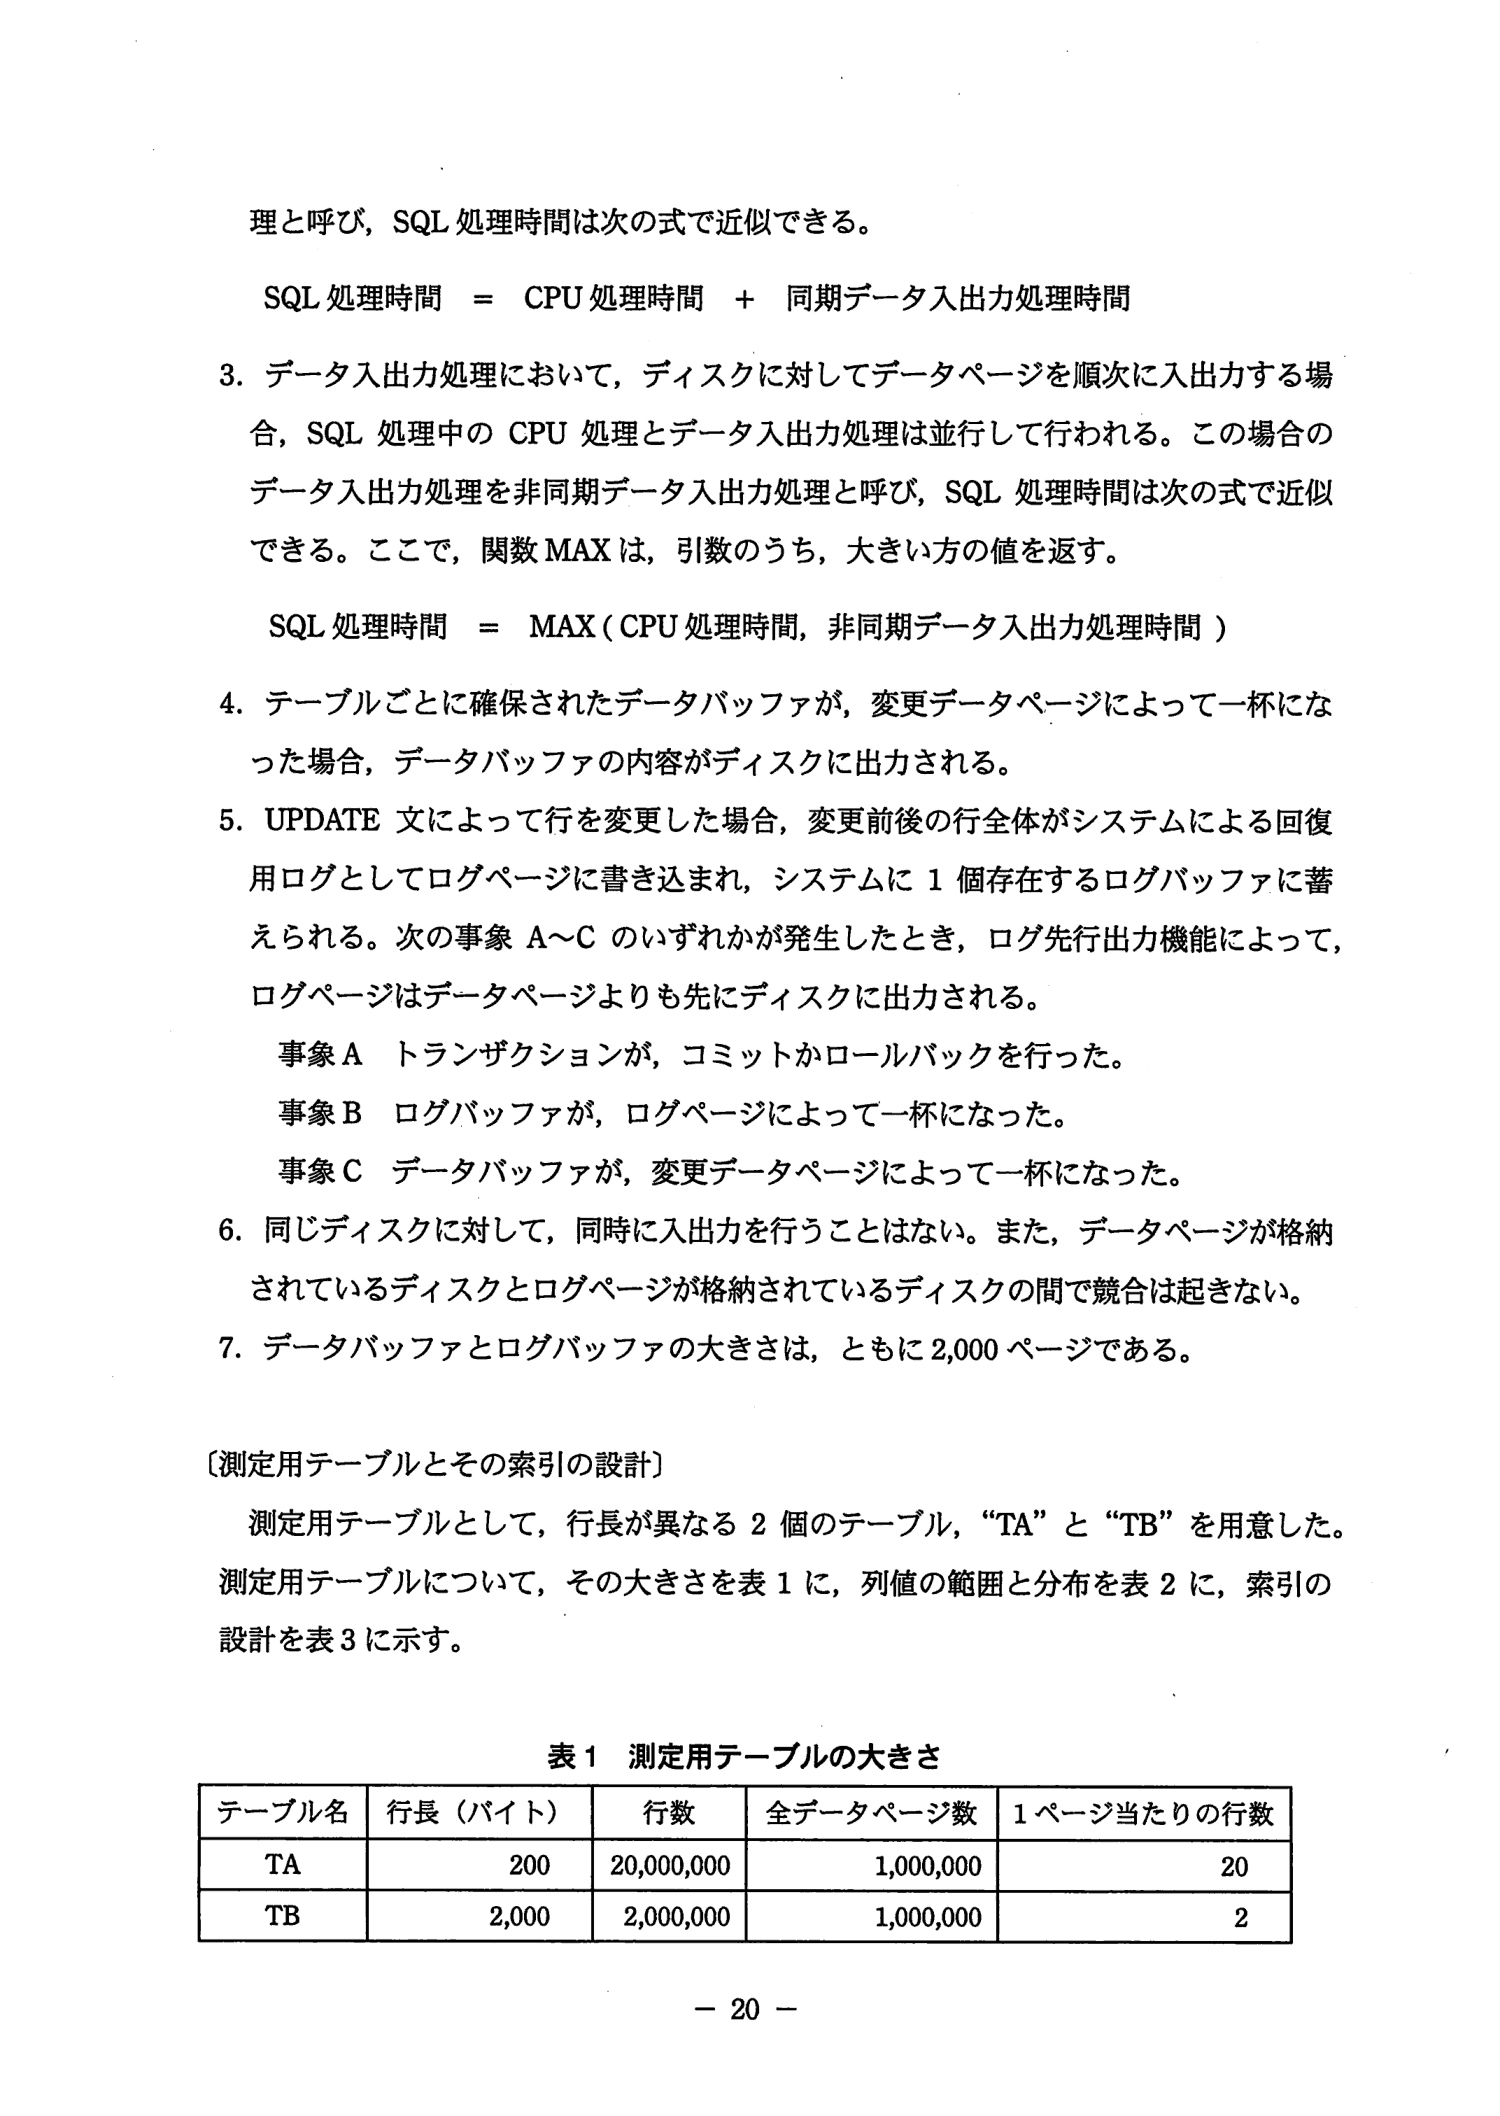 理と呼び，SQL 処理時間は次の式で近似できる。
SQL 処理時間 ＝ CPU 処理時間 ＋ 同期データ入出力処理時間
3. データ入出力処理において，ディスクに対してデータページを順次に入出力する場
合，SQL 処理中の CPU 処理とデータ入出力処理は並行して行われる。この場合の
データ入出力処理を非同期データ入出力処理と呼び，SQL 処理時間は次の式で近似
できる。ここで，関数 MAX は，引数のうち，大きい方の値を返す。
SQL 処理時間 ＝ MAX ( CPU 処理時間，非同期データ入出力処理時間 )
4. テーブルごとに確保されたデータバッファが，変更データページによって一杯にな
った場合，データバッファの内容がディスクに出力される。
5. UPDATE 文によって行を変更した場合，変更前後の行全体がシステムによる回復
用ログとしてログページに書き込まれ，システムに 1 個存在するログバッファに蓄
えられる。次の事象 A～C のいずれかが発生したとき，ログ先行出力機能によって，
ログページはデータページよりも先にディスクに出力される。
事象 A トランザクションが，コミットかロールバックを行った。
事象 B ログバッファが，ログページによって一杯になった。
事象 C データバッファが，変更データページによって一杯になった。
6. 同じディスクに対して，同時に入出力を行うことはない。また，データページが格納
されているディスクとログページが格納されているディスクの間で競合は起きない。
7. データバッファとログバッファの大きさは，ともに 2,000 ページである。
〔測定用テーブルとその索引の設計〕
測定用テーブルとして，行長が異なる 2 個のテーブル，“TA” と “TB” を用意した。
測定用テーブルについて，その大きさを表 1 に，列値の範囲と分布を表 2 に，索引の
設計を表 3 に示す。
表 1 測定用テーブルの大きさ
テーブル名 行長（バイト） 行数 全データページ数 1 ページ当たりの行数
TA 200 20,000,000 1,000,000 20
TB 2,000 2,000,000 1,000,000 2
－ 20 －